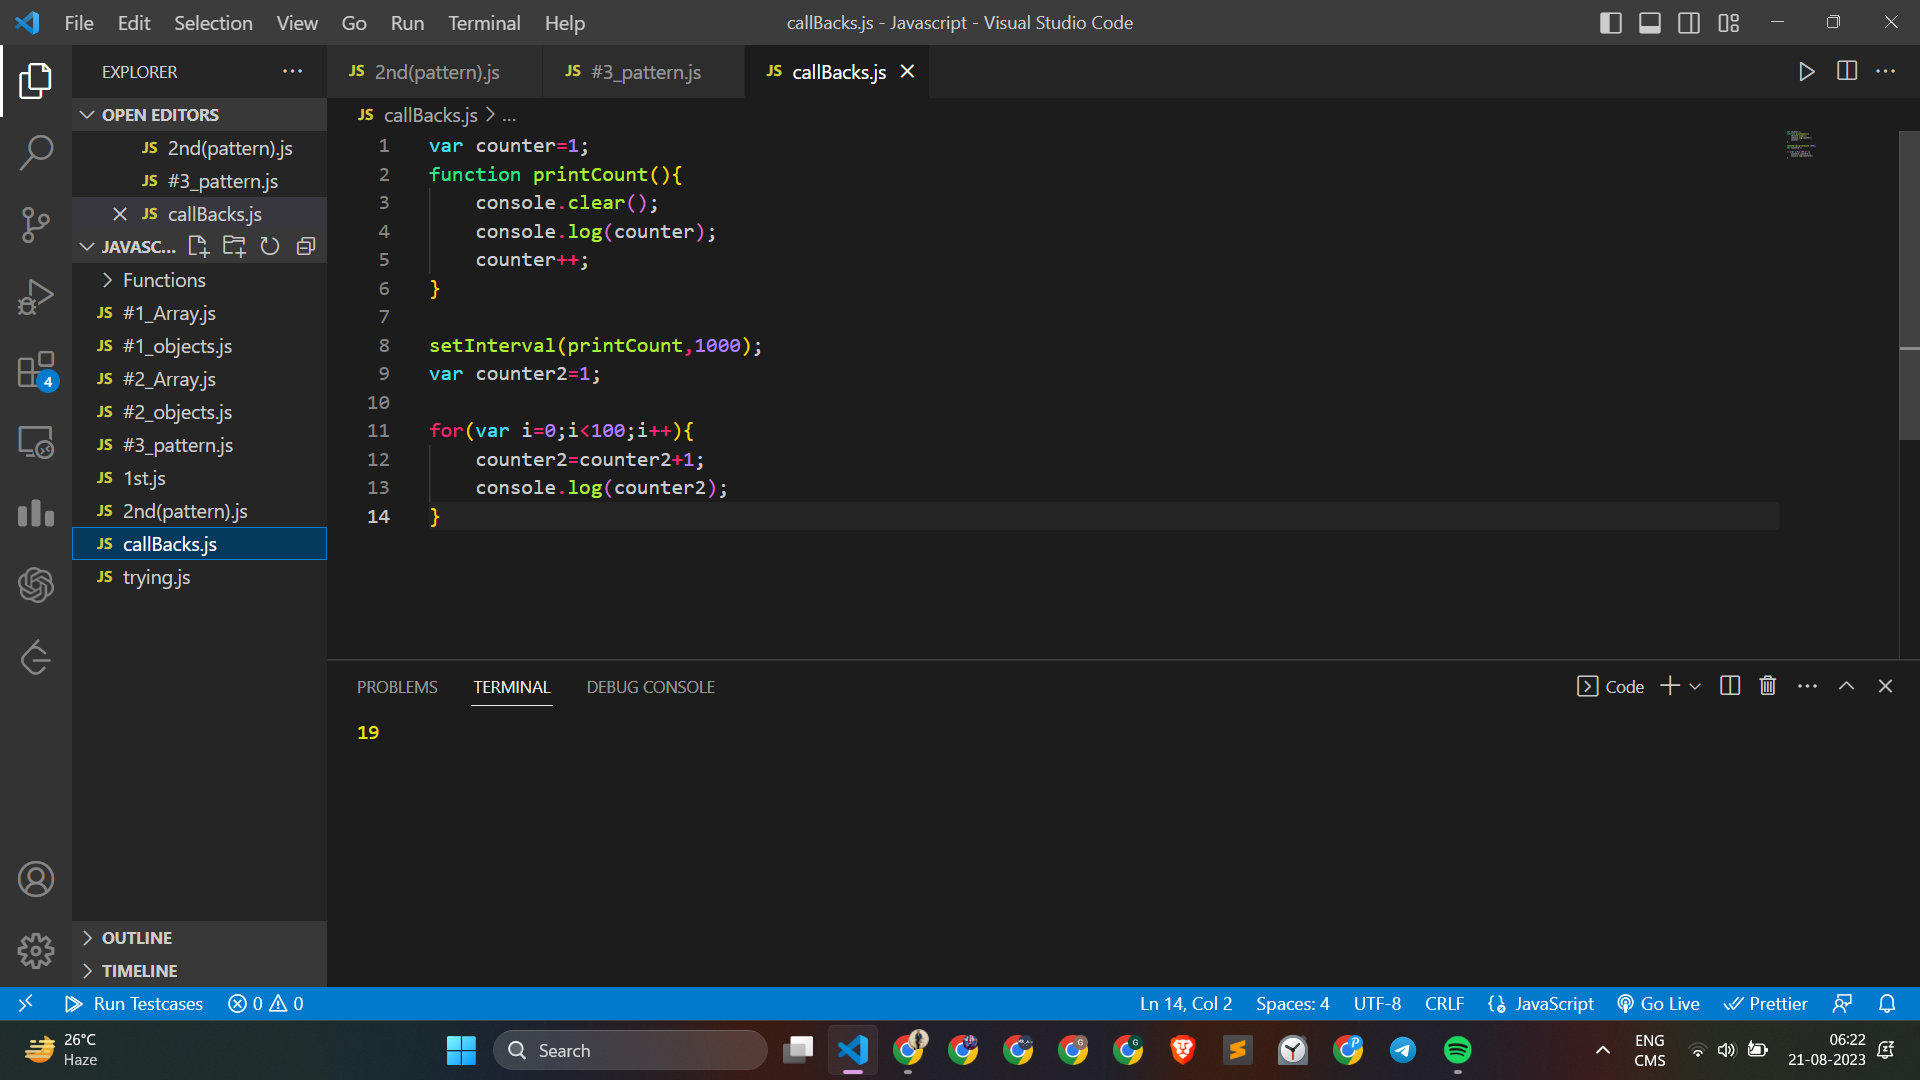 File Edit Selection View Go Run Terminal Help
callBacks.js - Javascript - Visual Studio Code
EXPLORER
OPEN EDITORS
JS 2nd(pattern).js
JS #3_pattern.js
JS callBacks.js
JAVASC...
Functions
JS #1_Array.js
JS #1_objects.js
JS #2_Array.js
JS #2_objects.js
JS #3_pattern.js
JS 1st.js
JS 2nd(pattern).js
JS callBacks.js
JS trying.js
OUTLINE
TIMELINE
4
JS 2nd(pattern).js JS #3_pattern.js JS callBacks.js
JS callBacks.js > ...
1 var counter=1;
2 function printCount(){
3 console.clear();
4 console.log(counter);
5 counter++;
6 }
7
8 setInterval(printCount,1000);
9 var counter2=1;
10
11 for(var i=0;i<100;i++){
12 counter2=counter2+1;
13 console.log(counter2);
14 }
PROBLEMS TERMINAL DEBUG CONSOLE
Code
19
Run Testcases 0 0
Ln 14, Col 2 Spaces: 4 UTF-8 CRLF JavaScript Go Live Prettier
26°C
Haze
Search
ENG
CMS
06:22
21-08-2023